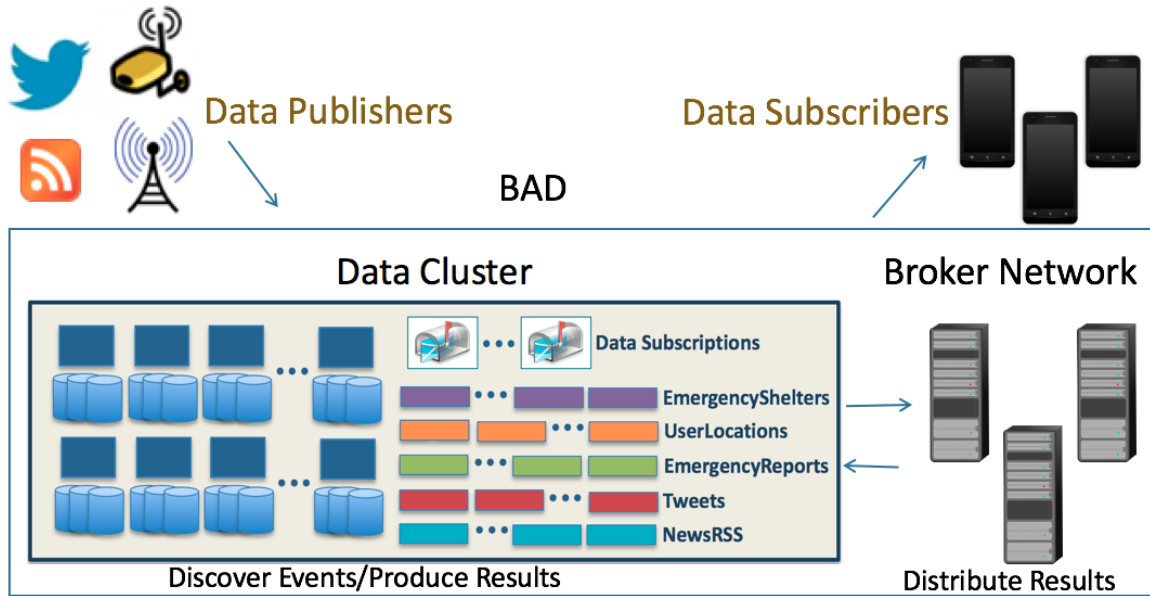 Data Publishers
Data Subscribers
BAD
Data Cluster
Broker Network
Data Subscriptions
EmergencyShelters
UserLocations
EmergencyReports
Tweets
NewsRSS
Discover Events/Produce Results
Distribute Results